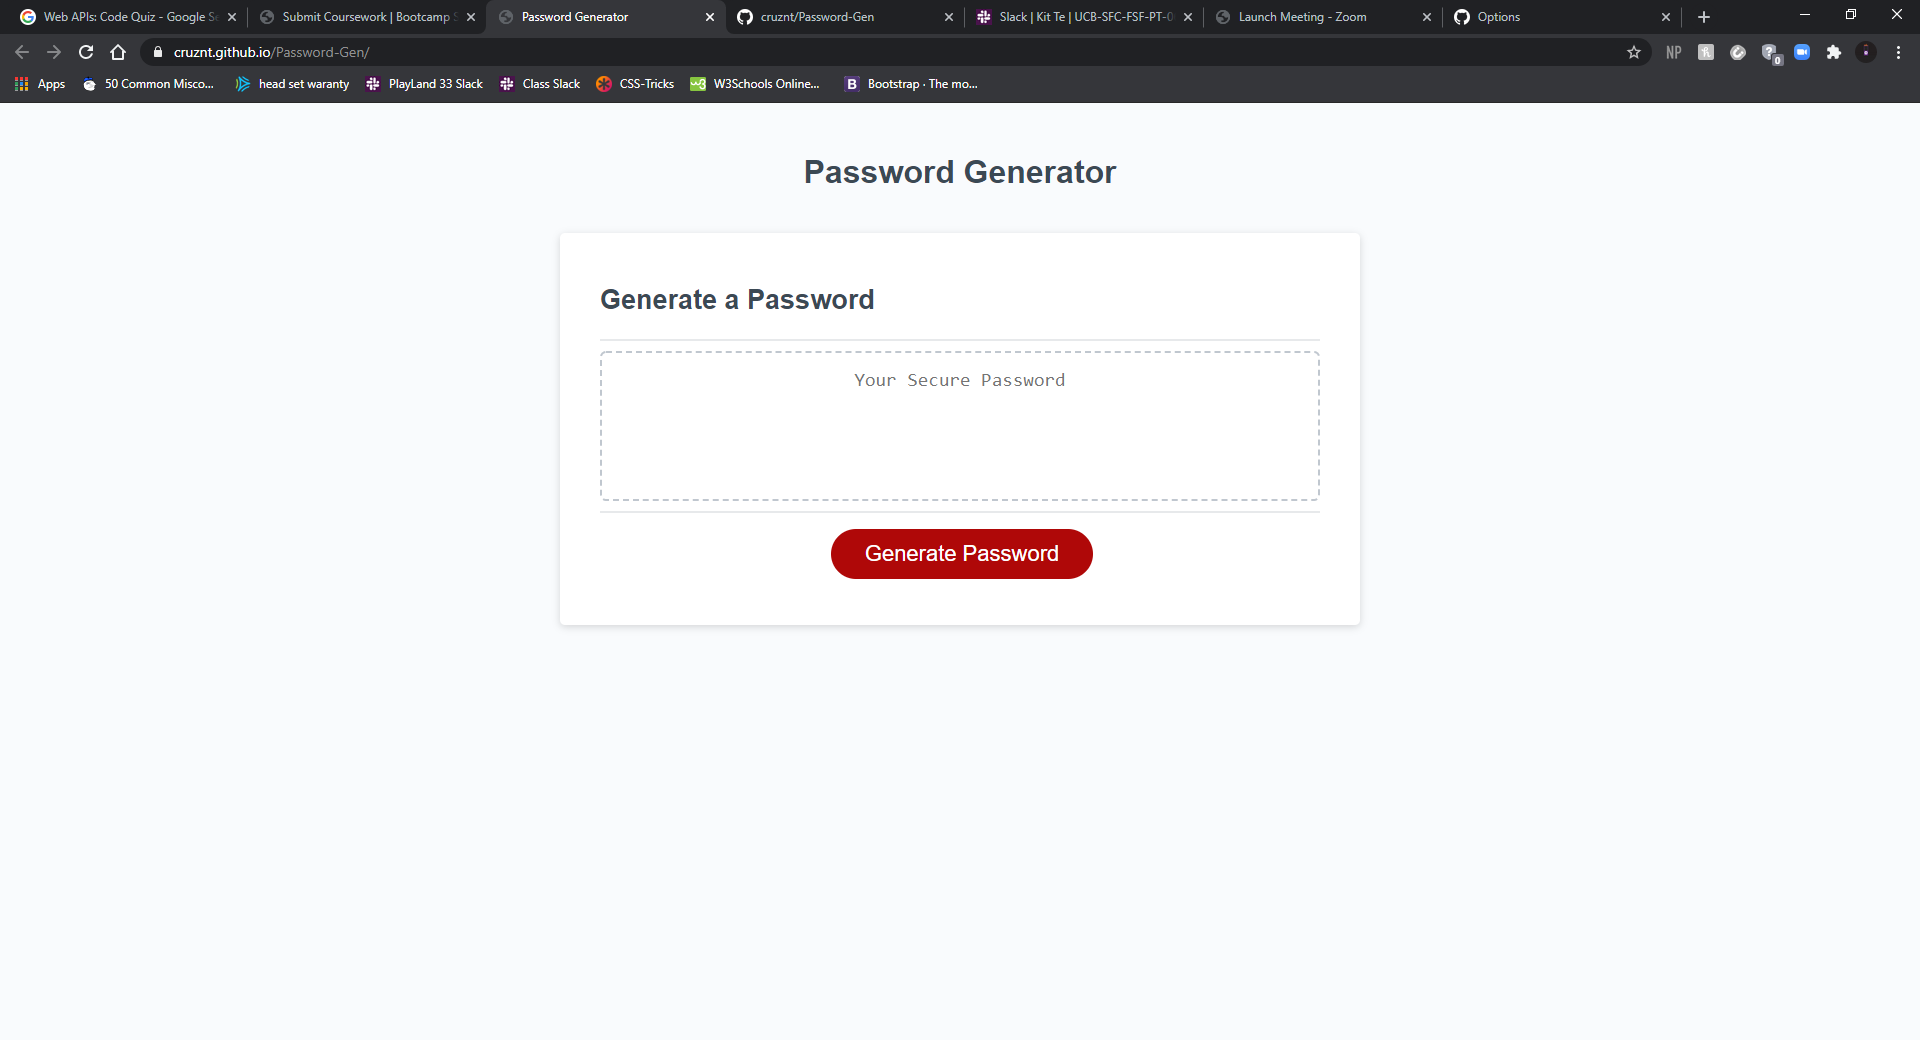 Web APIs: Code Quiz - Google Se
Submit Coursework | Bootcamp S
Password Generator
cruznt/Password-Gen
Slack | Kit Te | UCB-SFC-FSF-PT-0
Launch Meeting - Zoom
Options
cruznt.github.io/Password-Gen/
NP
0
Apps
50 Common Misco...
head set waranty
PlayLand 33 Slack
Class Slack
CSS-Tricks
W3Schools Online...
B
Bootstrap · The mo...
Password Generator
Generate a Password
Your Secure Password
Generate Password